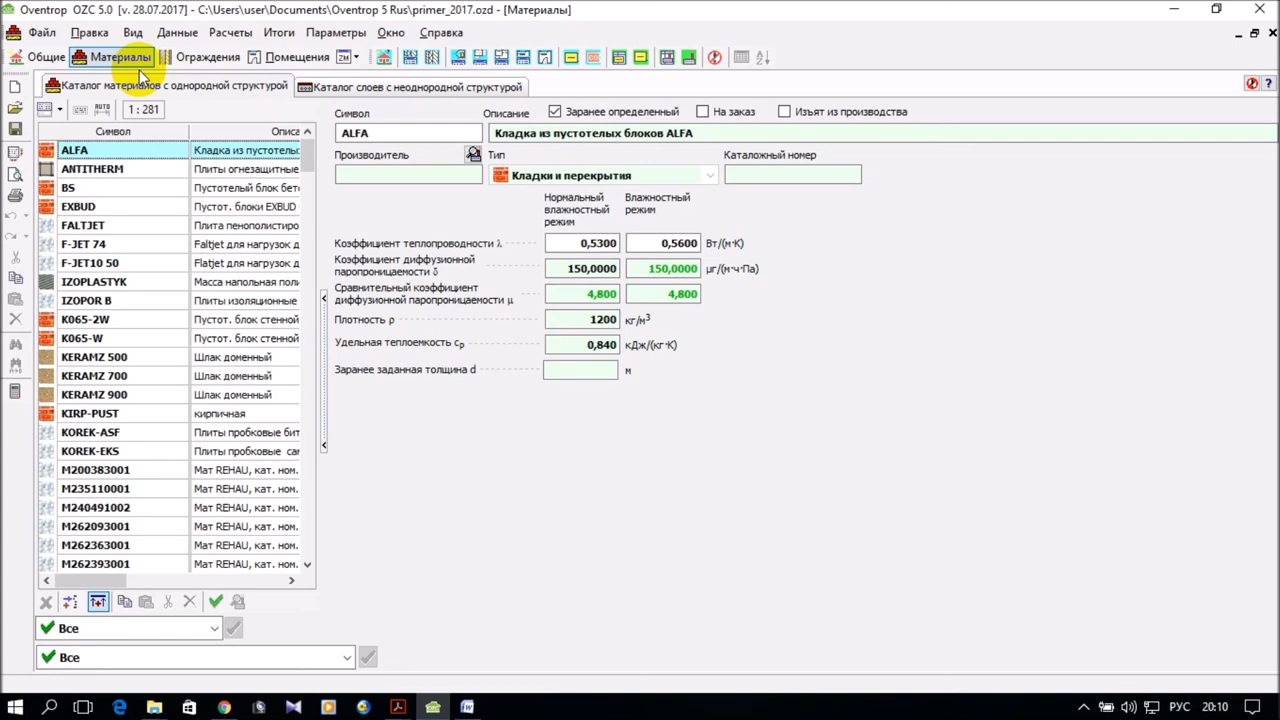 Oventrop OZC 5.0 [v. 28.07.2017] - C:\Users\user\Documents\Oventrop 5 Rus\primer_2017.ozd - [Материалы]
Файл Правка Вид Данные Расчеты Итоги Параметры Окно Справка
Общие Материалы Ограждения Помещения
Каталог материалов с однородной структурой Каталог слоев с неоднородной структурой
1 : 281
Символ Описа
ALFA Кладка из пустотелы:
ANTITHERM Плиты огнезащитные
BS Пустотелый блок бет
EXBUD Пустот. блоки EXBUD
FALTJET Плита пенополистиро
F-JET 74 Faltjet для нагрузок д
F-JET10 50 Faltjet для нагрузок д
IZOPLASTYK Масса напольная поли
IZOPOR B Плиты изоляционные
K065-2W Пустот. блок стенной
K065-W Пустот. блок стенной
KERAMZ 500 Шлак доменный
KERAMZ 700 Шлак доменный
KERAMZ 900 Шлак доменный
KIRP-PUST кирпичная
KOREK-ASF Плиты пробковые бит
KOREK-EKS Плиты пробковые сам
M200383001 Мат REHAU, кат. ном.
M235110001 Мат REHAU, кат. ном.
M240491002 Мат REHAU, кат. ном.
M262093001 Мат REHAU, кат. ном.
M262363001 Мат REHAU, кат. ном.
M262393001 Мат REHAU, кат. ном.
Все
Все
Символ Описание Заранее определенный На заказ Изъят из производства
ALFA Кладка из пустотелых блоков ALFA
Производитель Тип Каталожный номер
Кладки и перекрытия
Нормальный влажностный режим
Влажностный режим
Коэффициент теплопроводности λ 0,5300 0,5600 Вт/(м·К)
Коэффициент диффузионной
паропроницаемости δ 150,0000 150,0000 µг/(м·ч·Па)
Сравнительный коэффициент
диффузионной паропроницаемости µ 4,800 4,800
Плотность ρ 1200 кг/м³
Удельная теплоемкость cp 0,840 кДж/(кг·К)
Заранее заданная толщина d м
РУС 20:10